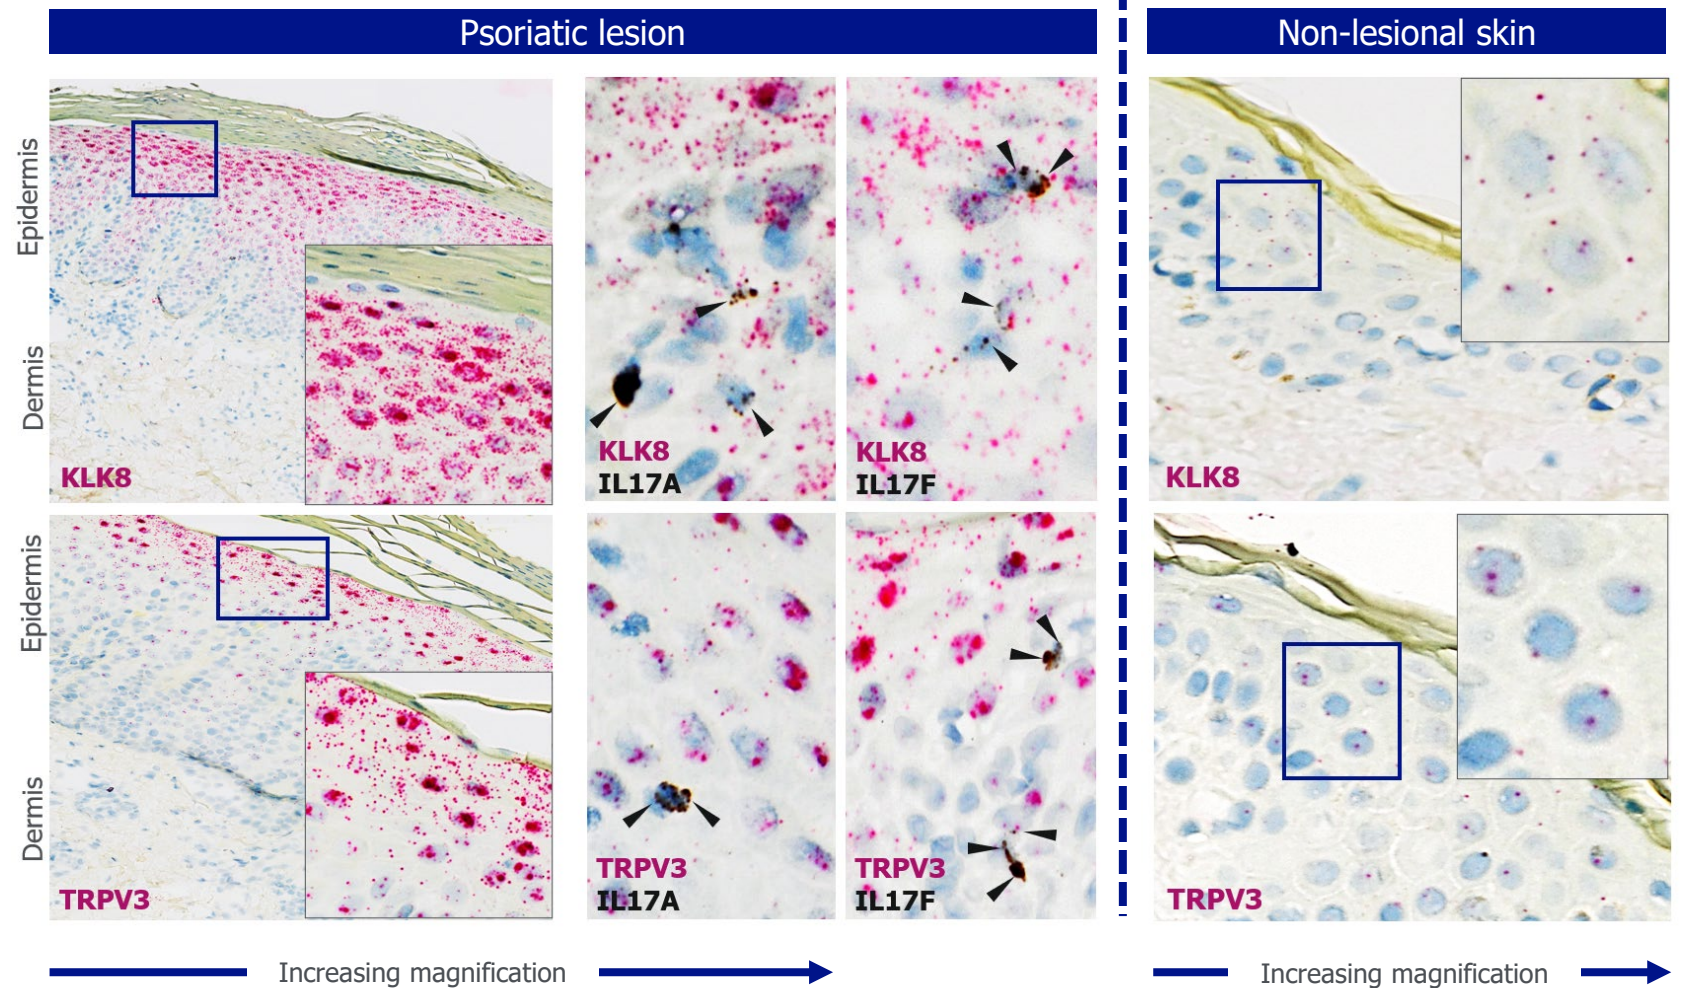 Psoriatic lesion
Non-lesional skin
Epidermis
Dermis
KLK8
KLK8
IL17A
KLK8
IL17F
KLK8
Epidermis
Dermis
TRPV3
TRPV3
IL17A
TRPV3
IL17F
TRPV3
Increasing magnification
Increasing magnification